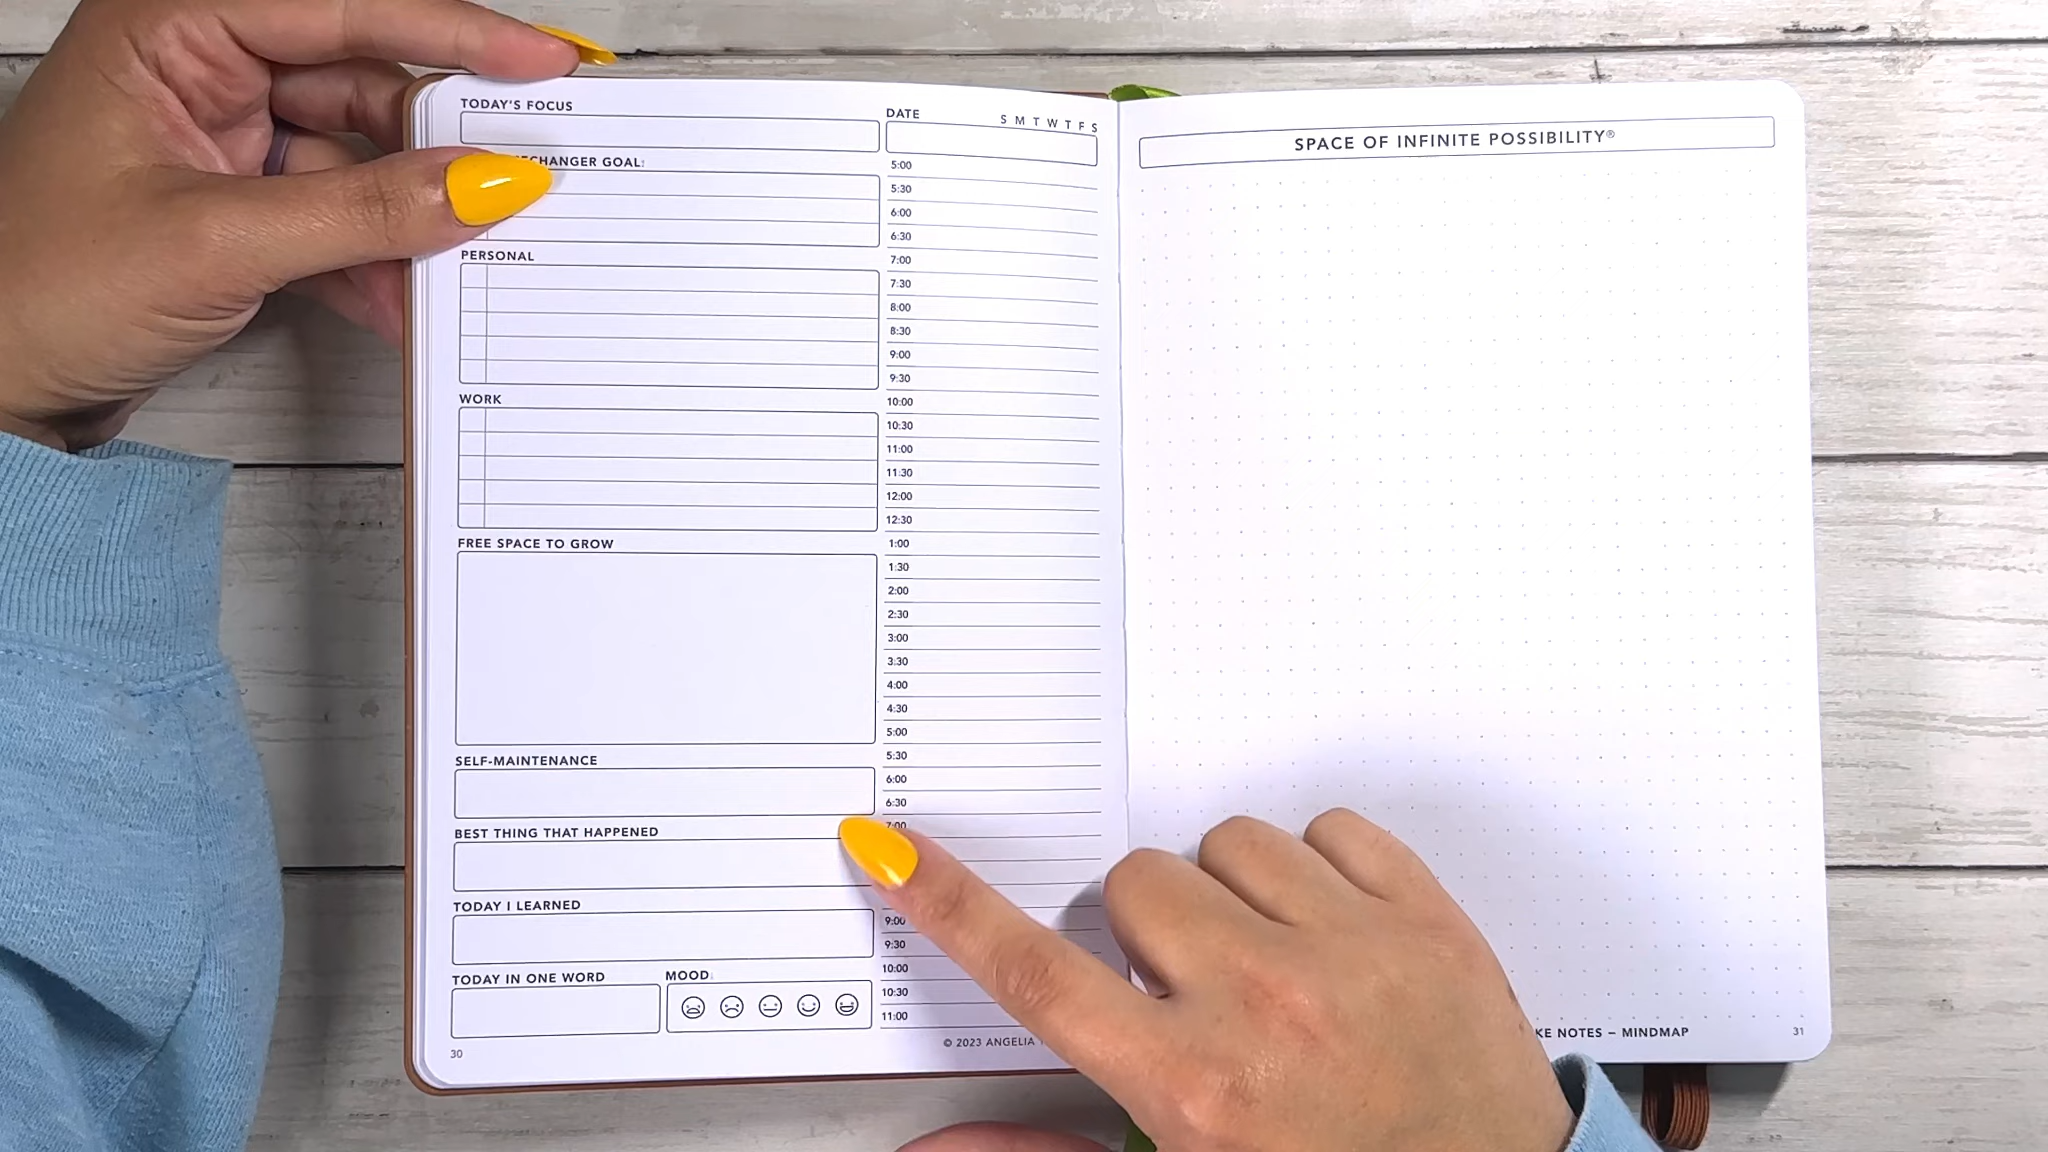 TODAY'S FOCUS
CHANGER GOAL:
PERSONAL
WORK
FREE SPACE TO GROW
SELF-MAINTENANCE
BEST THING THAT HAPPENED
TODAY I LEARNED
TODAY IN ONE WORD
MOOD:
30
DATE
S M T W T F S
5:00
5:30
6:00
6:30
7:00
7:30
8:00
8:30
9:00
9:30
10:00
10:30
11:00
11:30
12:00
12:30
1:00
1:30
2:00
2:30
3:00
3:30
4:00
4:30
5:00
5:30
6:00
6:30
7:00
9:00
9:30
10:00
10:30
11:00
© 2023 ANGELIA
SPACE OF INFINITE POSSIBILITY®
KE NOTES – MINDMAP
31